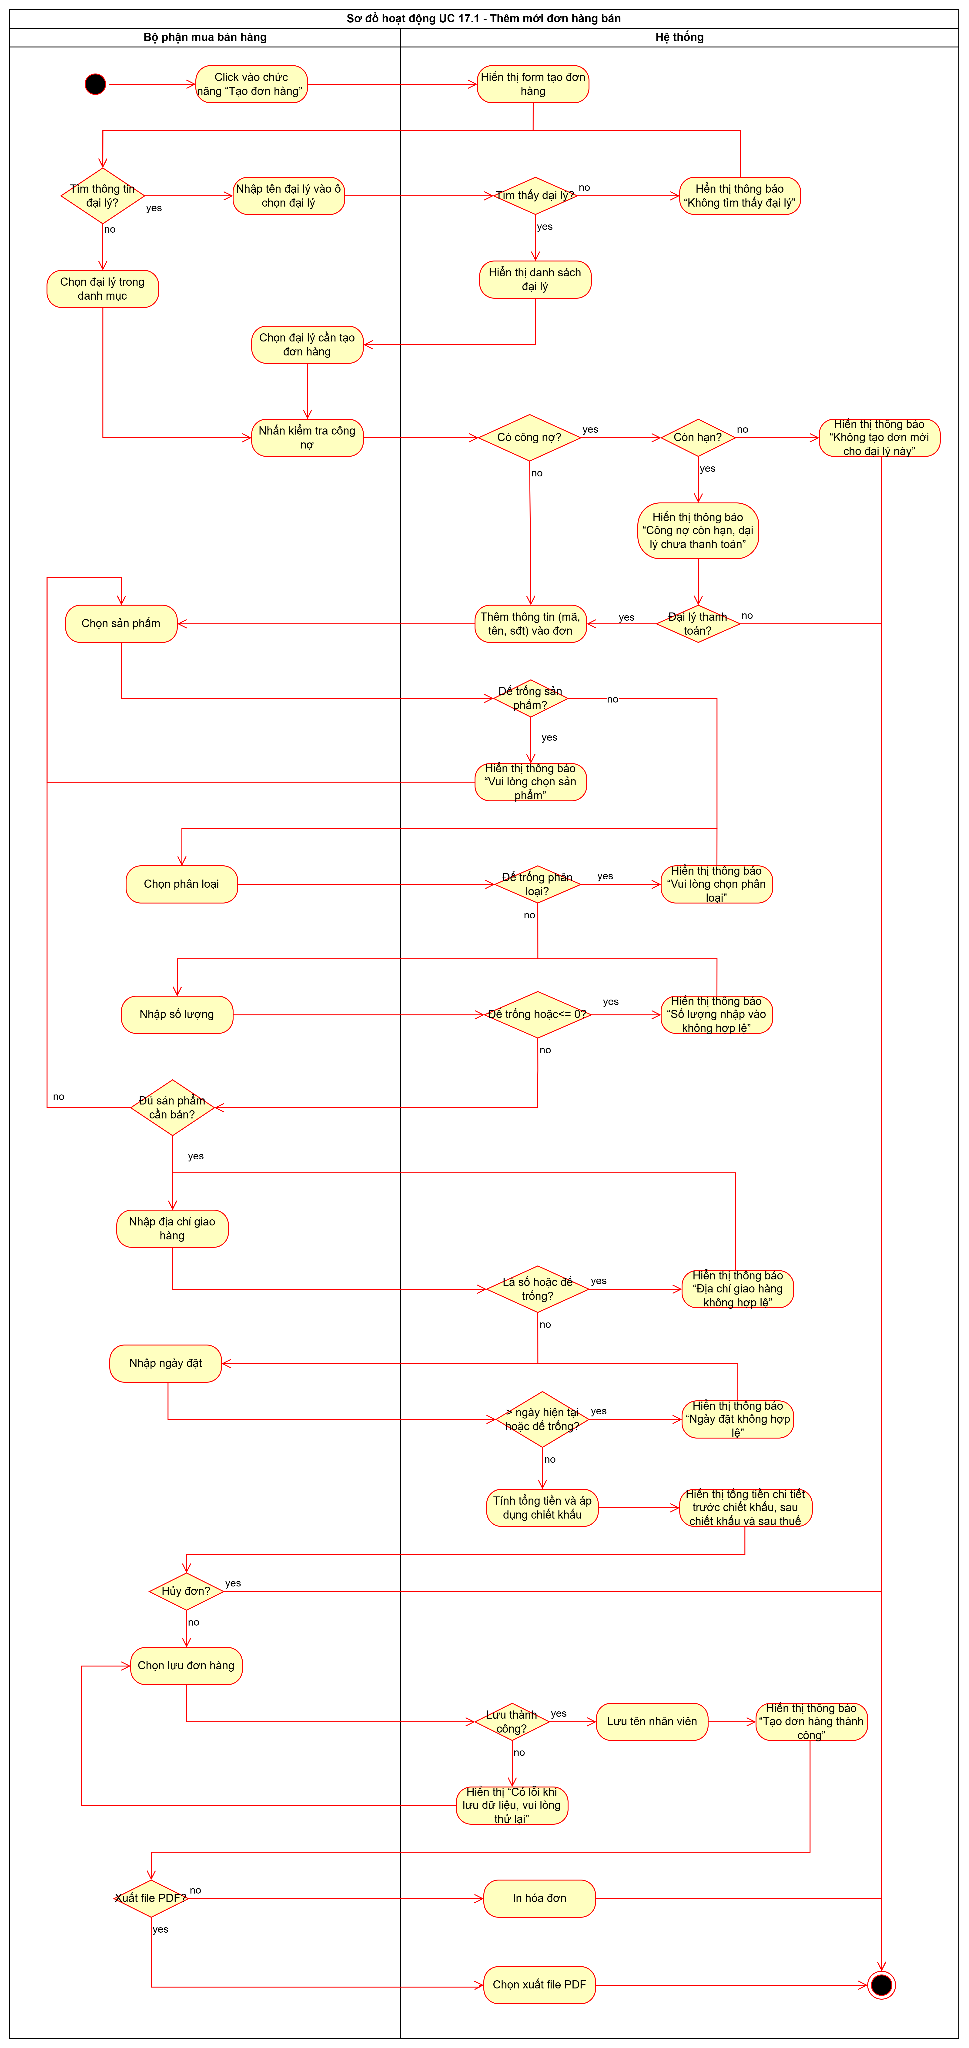 Sơ đồ hoạt động UC 17.1 - Thêm mới đơn hàng bán
Bộ phận mua bán hàng
Hệ thống
Click vào chức
năng “Tạo đơn hàng”
Hiển thị form tạo đơn
hàng
Tìm thông tin
đại lý?
yes
no
Nhập tên đại lý vào ô
chọn đại lý
Tìm thấy đại lý?
no
yes
Hển thị thông báo
“Không tìm thấy đại lý”
Chọn đại lý trong
danh mục
Hiển thị danh sách
đại lý
Chọn đại lý cần tạo
đơn hàng
Nhấn kiểm tra công
nợ
Có công nợ?
yes
no
Còn hạn?
no
yes
Hiển thị thông báo
“Không tạo đơn mới
cho đại lý này”
Hiển thị thông báo
“Công nợ còn hạn, đại
lý chưa thanh toán”
Chọn sản phẩm
Thêm thông tin (mã,
tên, sđt) vào đơn
yes
Đại lý thanh
toán?
no
Để trống sản
phẩm?
no
yes
Hiển thị thông báo
“Vui lòng chọn sản
phẩm”
Chọn phân loại
Để trống phân
loại?
yes
no
Hiển thị thông báo
“Vui lòng chọn phân
loại”
Nhập số lượng
Để trống hoặc<= 0?
yes
no
Hiển thị thông báo
“Số lượng nhập vào
không hợp lệ”
no
Đủ sản phẩm
cần bán?
yes
Nhập địa chỉ giao
hàng
Là số hoặc để
trống?
yes
no
Hiển thị thông báo
“Địa chỉ giao hàng
không hợp lệ”
Nhập ngày đặt
> ngày hiện tại
hoặc để trống?
yes
no
Hiển thị thông báo
“Ngày đặt không hợp
lệ”
Tính tổng tiền và áp
dụng chiết khấu
Hiển thị tổng tiền chi tiết
trước chiết khấu, sau
chiết khấu và sau thuế
Hủy đơn?
yes
no
Chọn lưu đơn hàng
Lưu thành
công?
yes
no
Lưu tên nhân viên
Hiển thị thông báo
“Tạo đơn hàng thành
công”
Hiển thị “Có lỗi khi
lưu dữ liệu, vui lòng
thử lại”
Xuất file PDF?
no
yes
In hóa đơn
Chọn xuất file PDF